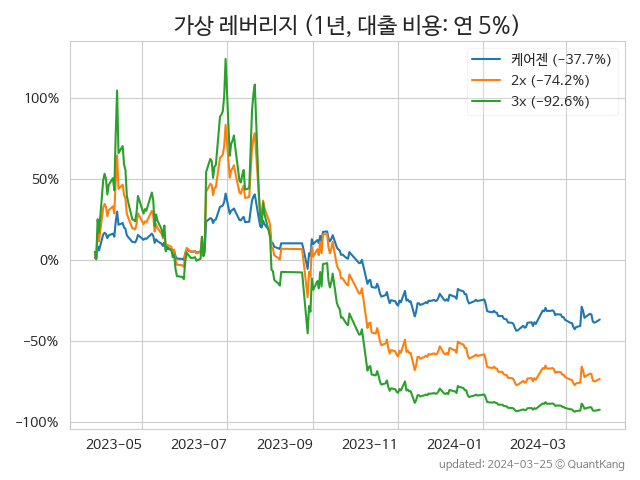 가상 레버리지 (1년, 대출 비용: 연 5%)
케어젠 (−37.7%)
2x (−74.2%)
3x (−92.6%)
100%
50%
0%
−50%
−100%
2023-05 2023-07 2023-09 2023-11 2024-01 2024-03
updated: 2024-03-25 © QuantKang